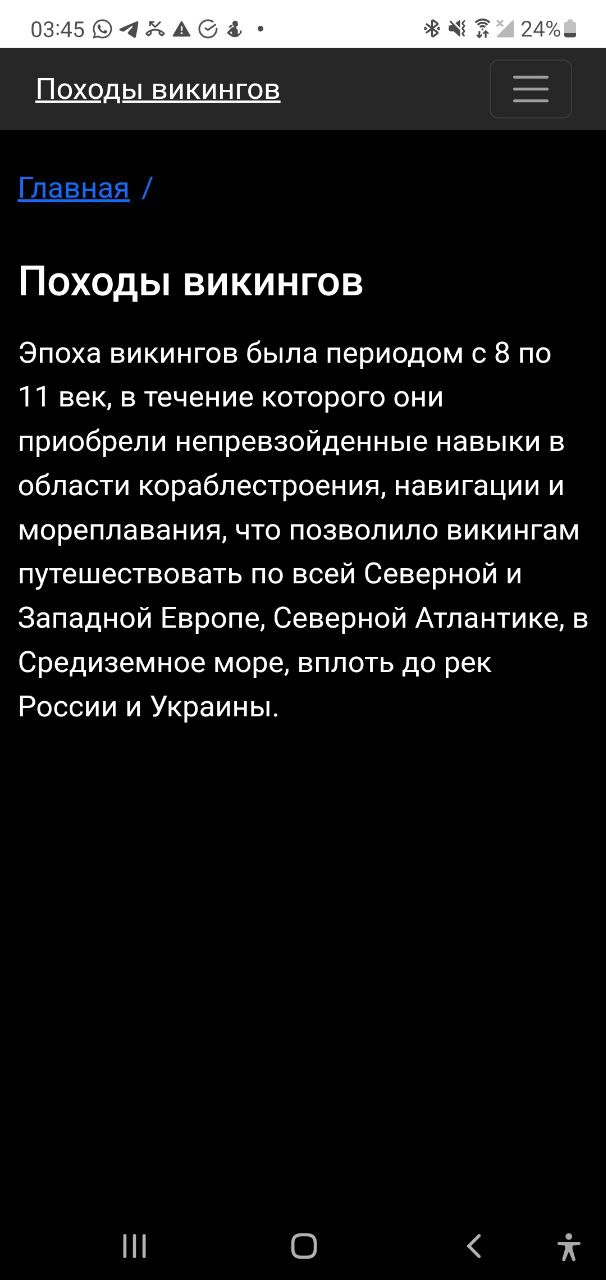 03:45
24%
Походы викингов
Главная /
Походы викингов
Эпоха викингов была периодом с 8 по
11 век, в течение которого они
приобрели непревзойденные навыки в
области кораблестроения, навигации и
мореплавания, что позволило викингам
путешествовать по всей Северной и
Западной Европе, Северной Атлантике, в
Средиземное море, вплоть до рек
России и Украины.